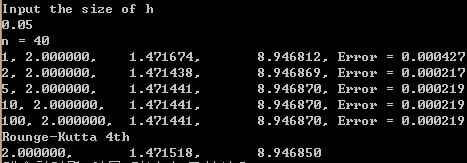 Input the size of h
0.05
n = 40
1, 2.000000, 1.471674, 8.946812, Error = 0.000427
2, 2.000000, 1.471438, 8.946869, Error = 0.000217
5, 2.000000, 1.471441, 8.946870, Error = 0.000219
10, 2.000000, 1.471441, 8.946870, Error = 0.000219
100, 2.000000, 1.471441, 8.946870, Error = 0.000219
Rounge-Kutta 4th
2.000000, 1.471518, 8.946850